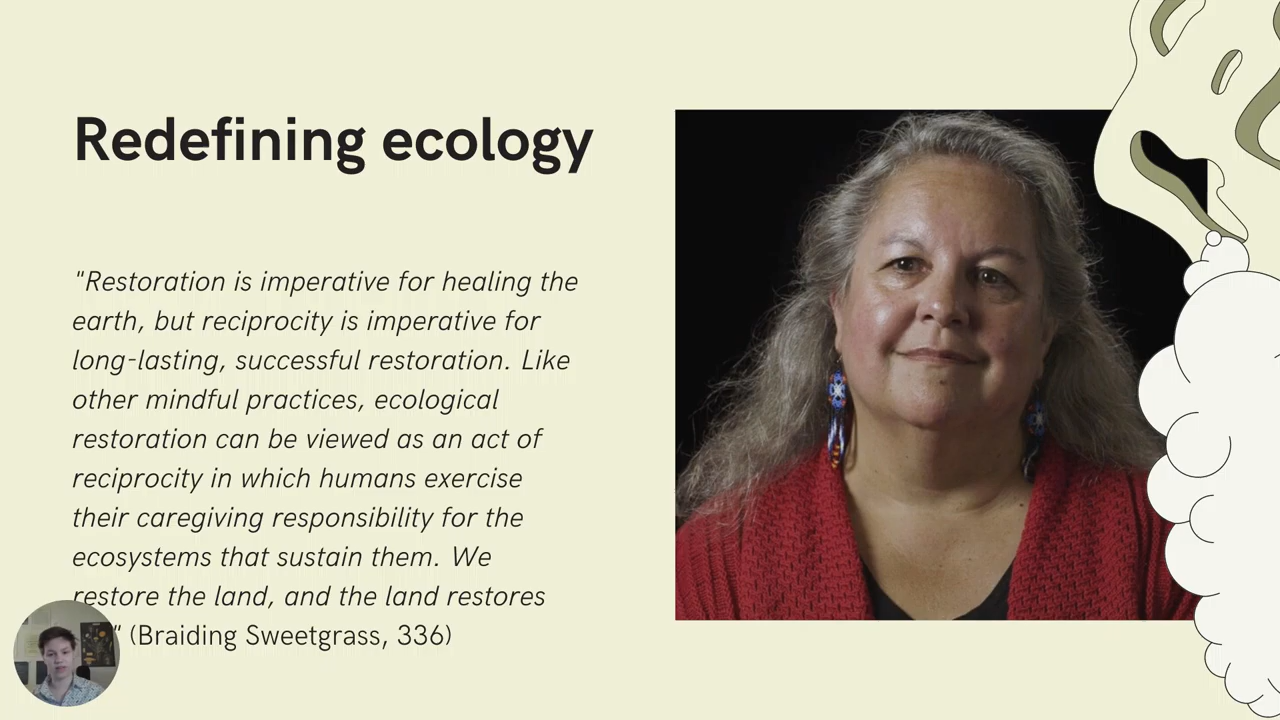 Redefining ecology
"Restoration is imperative for healing the
earth, but reciprocity is imperative for
long-lasting, successful restoration. Like
other mindful practices, ecological
restoration can be viewed as an act of
reciprocity in which humans exercise
their caregiving responsibility for the
ecosystems that sustain them. We
restore the land, and the land restores
" (Braiding Sweetgrass, 336)